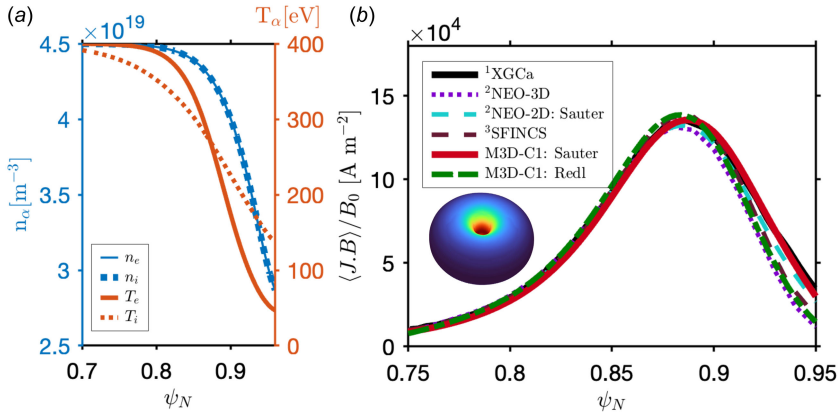 (a)
×10^19
T_α[eV]
n_α[m^-3]
4.5
4
3.5
3
2.5
400
300
200
100
0
n_e
n_i
T_e
T_i
0.7
0.8
0.9
ψ_N
(b)
×10^4
⟨J.B⟩/B_0 [A m^-2]
15
10
5
0
^1XGCa
^2NEO-3D
^2NEO-2D: Sauter
^3SFINCS
M3D-C1: Sauter
M3D-C1: Redl
0.75
0.8
0.85
0.9
0.95
ψ_N